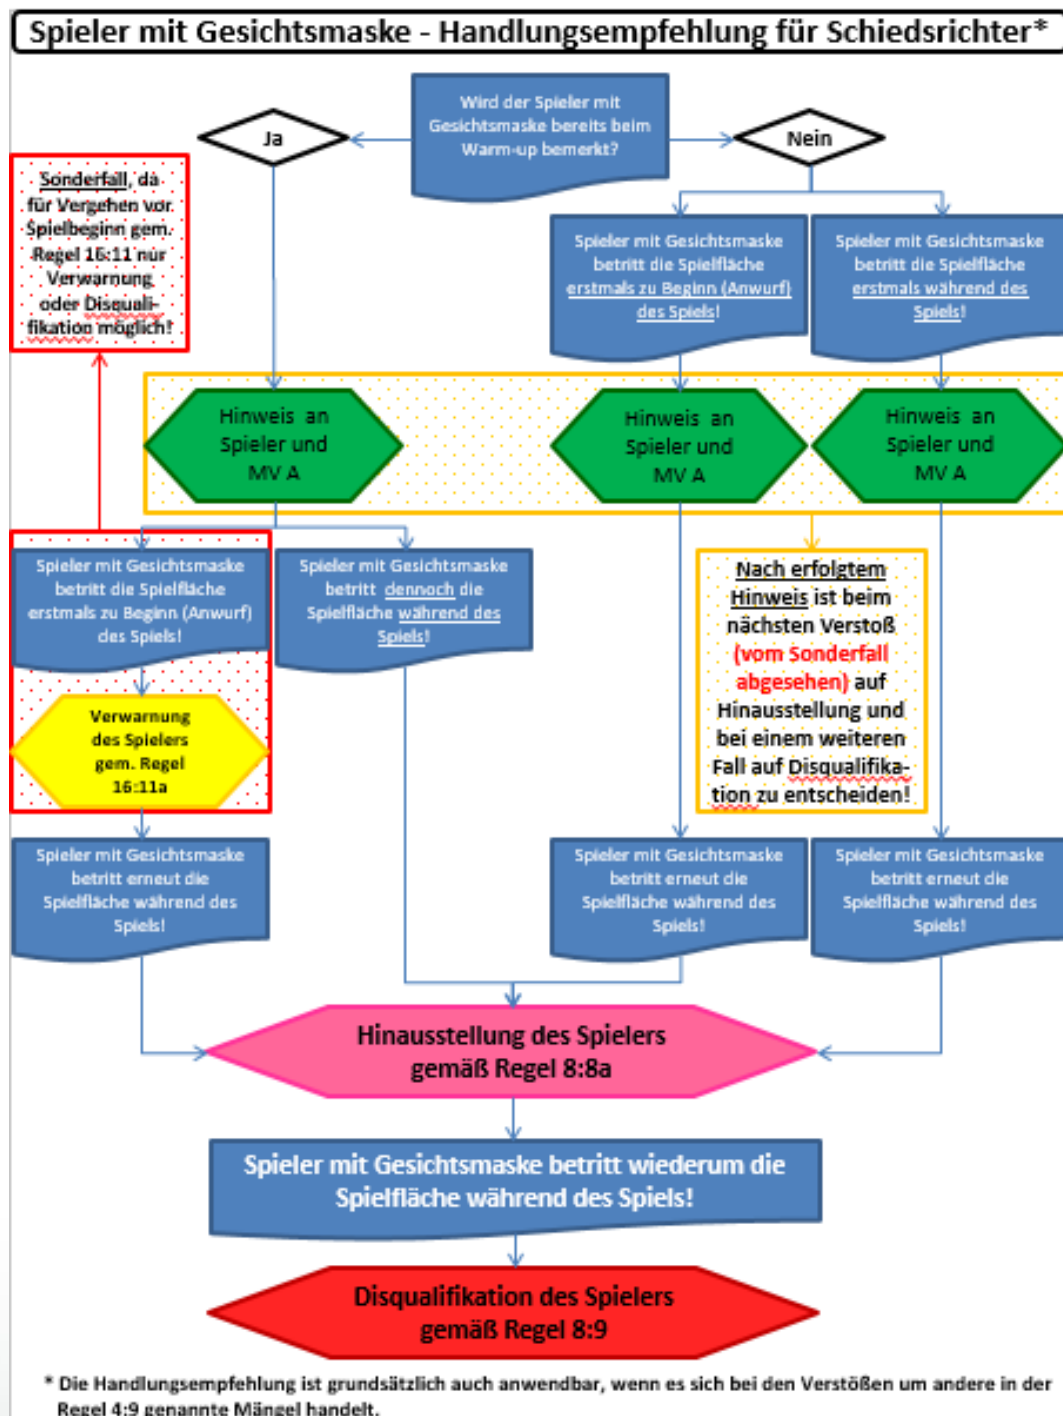 Spieler mit Gesichtsmaske - Handlungsempfehlung für Schiedsrichter*
Wird der Spieler mit
Gesichtsmaske bereits beim
Warm-up bemerkt?
Ja
Nein
Sonderfall, da
für Vergehen vor
Spielbeginn gem.
Regel 16:11 nur
Verwarnung
oder Disquali-
fikation möglich!
Spieler mit Gesichtsmaske
betritt die Spielfläche
erstmals zu Beginn (Anwurf)
des Spiels!
Spieler mit Gesichtsmaske
betritt die Spielfläche
erstmals während des
Spiels!
Hinweis an
Spieler und
MV A
Hinweis an
Spieler und
MV A
Hinweis an
Spieler und
MV A
Spieler mit Gesichtsmaske
betritt die Spielfläche
erstmals zu Beginn (Anwurf)
des Spiels!
Spieler mit Gesichtsmaske
betritt dennoch die
Spielfläche während des
Spiels!
Nach erfolgtem
Hinweis ist beim
nächsten Verstoß
(vom Sonderfall
abgesehen) auf
Hinausstellung und
bei einem weiteren
Fall auf Disqualifika-
tion zu entscheiden!
Verwarnung
des Spielers
gem. Regel
16:11a
Spieler mit Gesichtsmaske
betritt erneut die
Spielfläche während des
Spiels!
Spieler mit Gesichtsmaske
betritt erneut die
Spielfläche während des
Spiels!
Spieler mit Gesichtsmaske
betritt erneut die
Spielfläche während des
Spiels!
Hinausstellung des Spielers
gemäß Regel 8:8a
Spieler mit Gesichtsmaske betritt wiederum die
Spielfläche während des Spiels!
Disqualifikation des Spielers
gemäß Regel 8:9
* Die Handlungsempfehlung ist grundsätzlich auch anwendbar, wenn es sich bei den Verstößen um andere in der
Regel 4:9 genannte Mängel handelt.